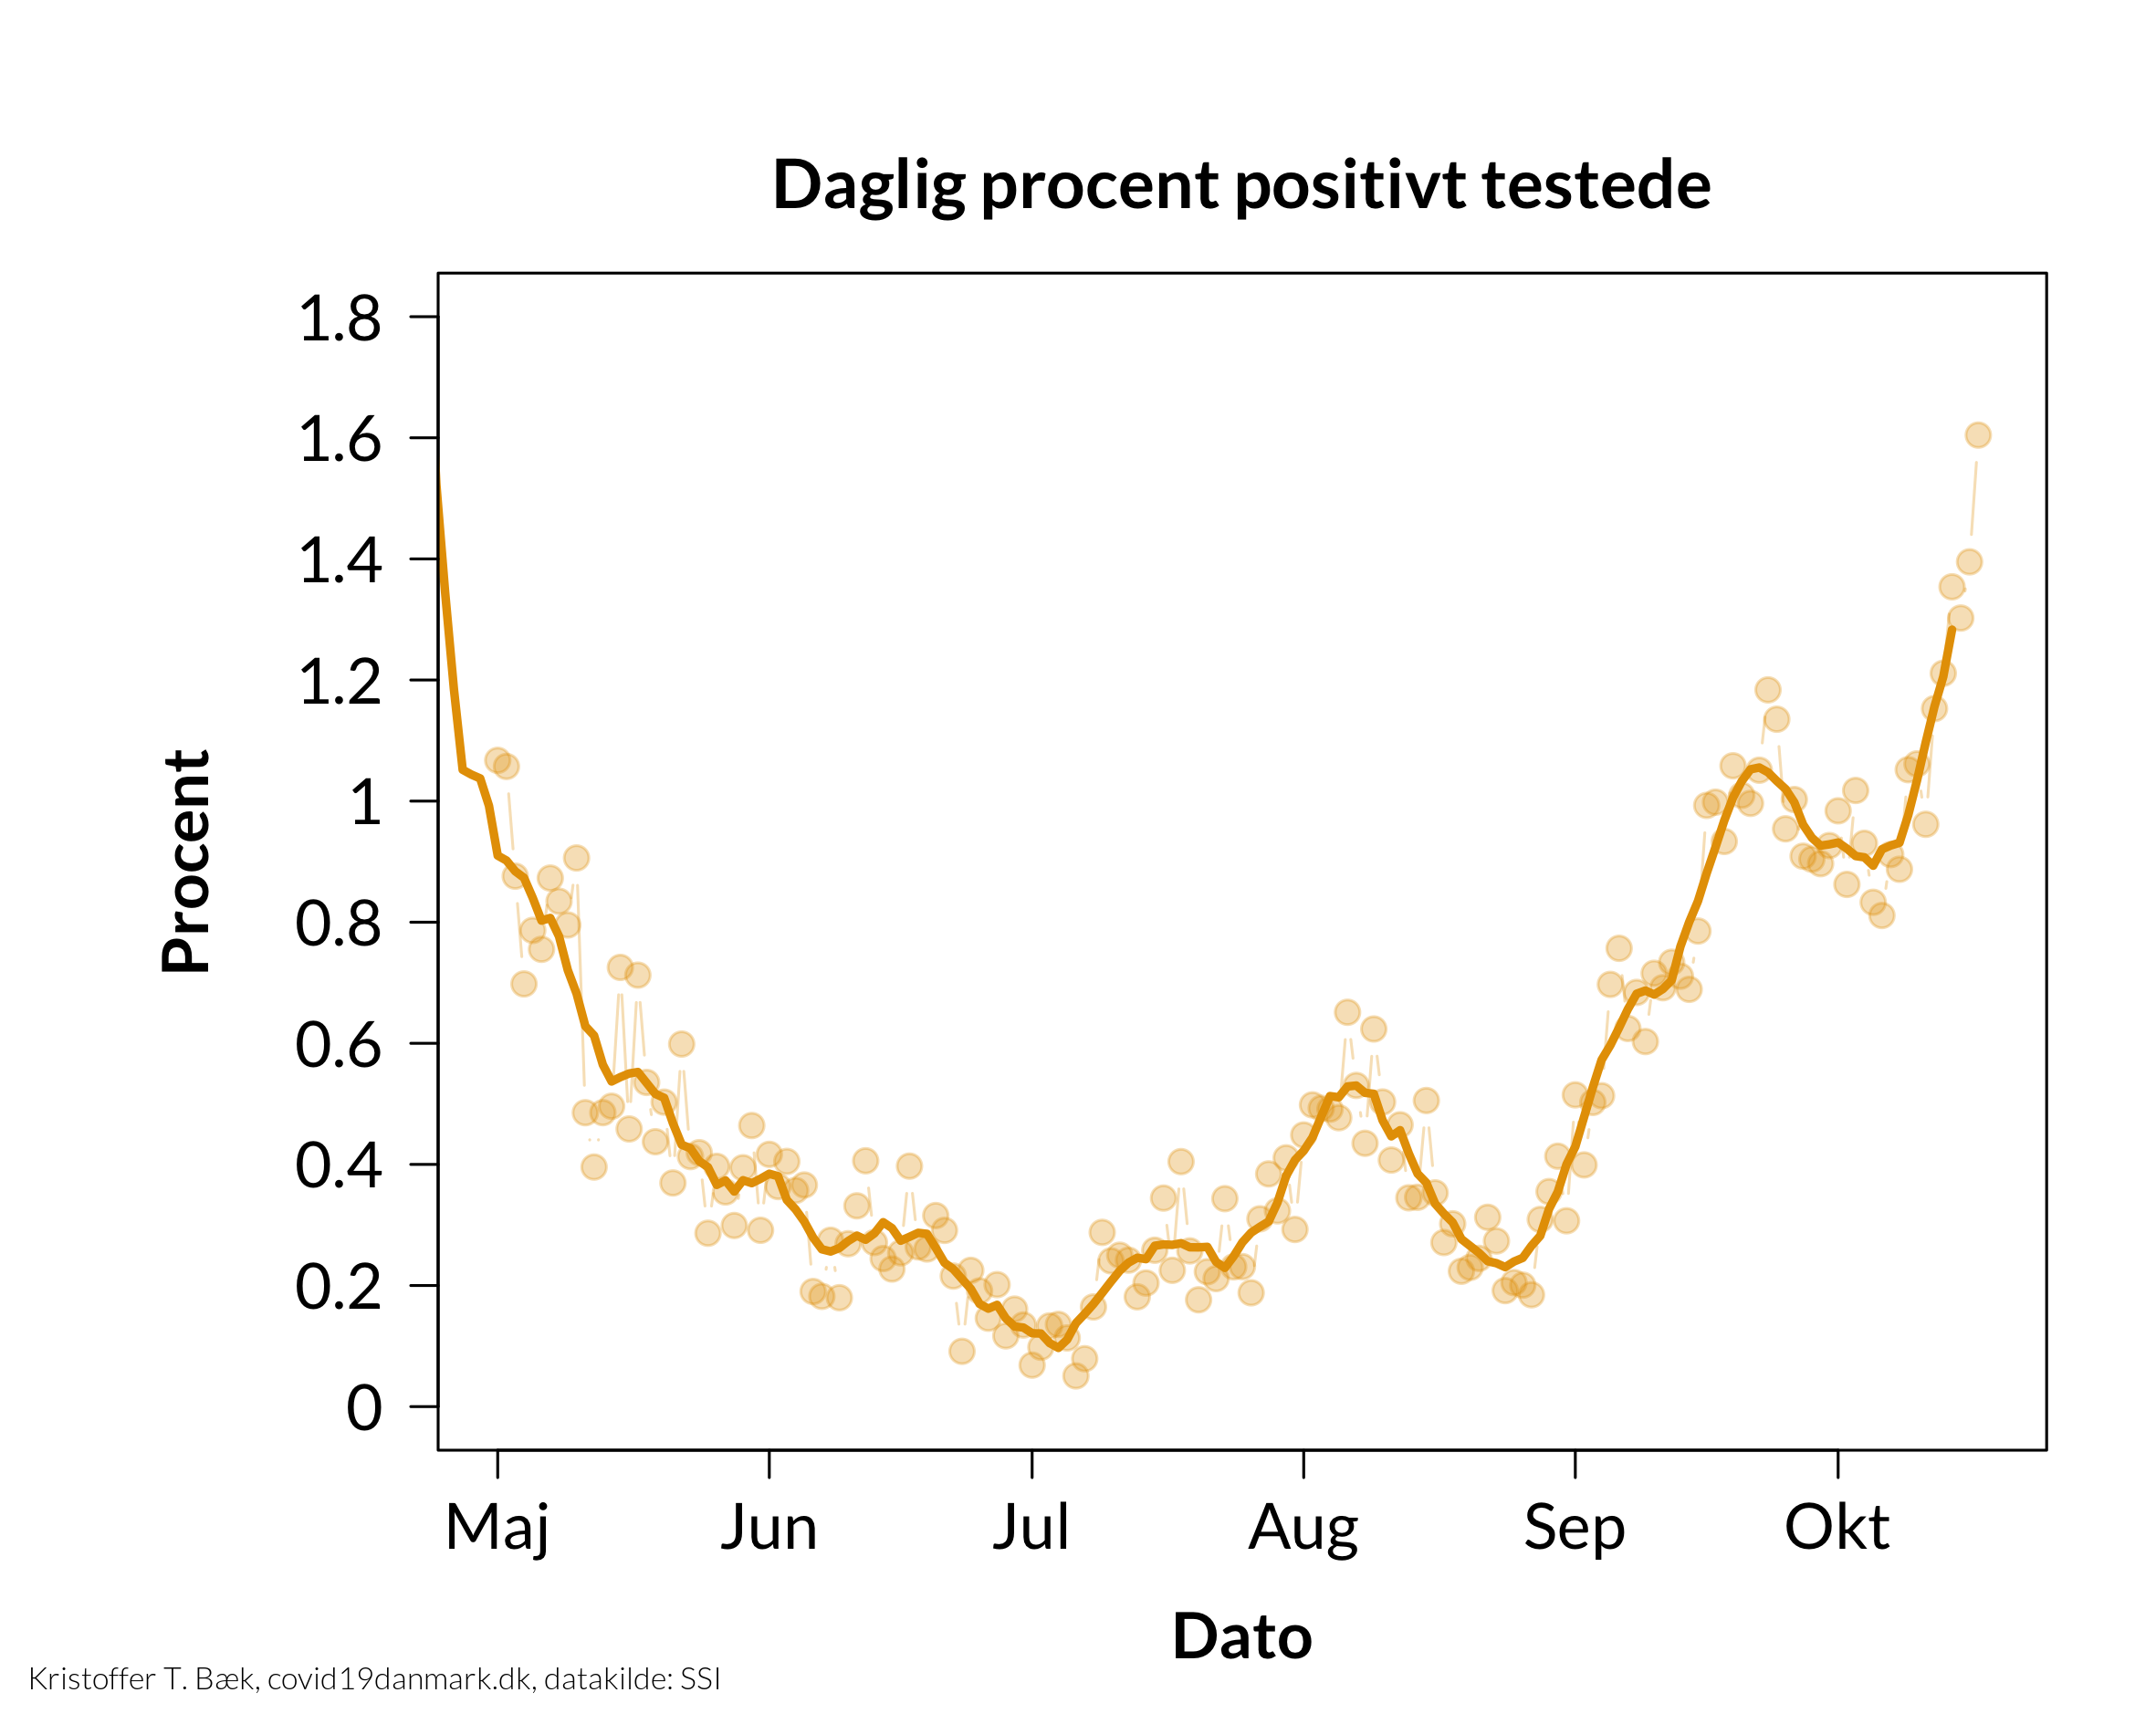 Daglig procent positivt testede
1.8
1.6
1.4
1.2
1
0.8
0.6
0.4
0.2
0
Procent
Maj Jun Jul Aug Sep Okt
Dato
Kristoffer T. Bæk, covid19danmark.dk, datakilde: SSI